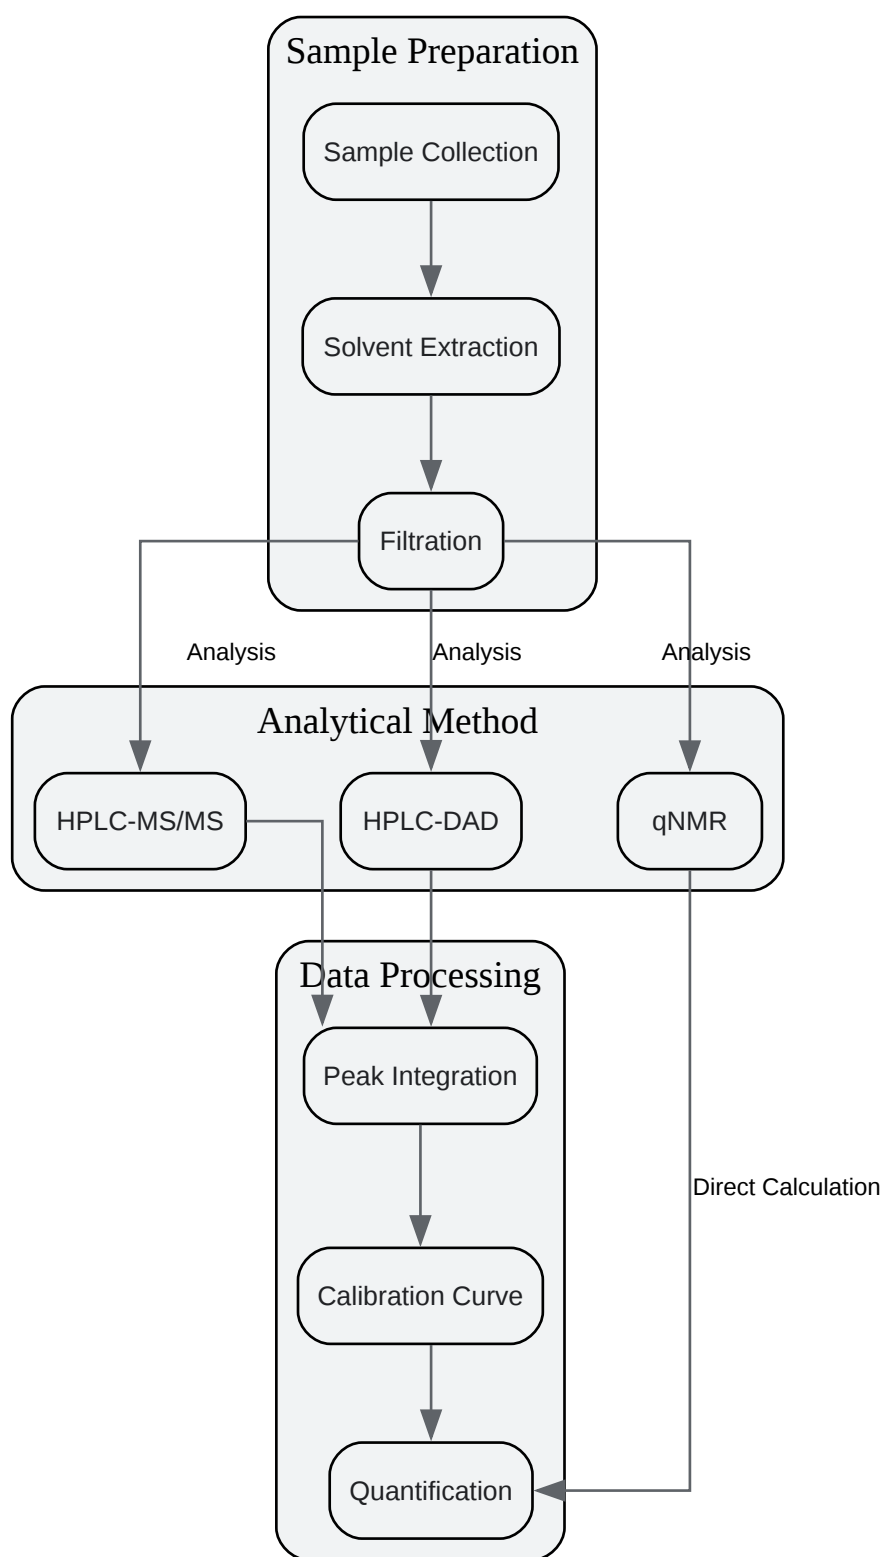 Sample Preparation
Sample Collection
Solvent Extraction
Filtration
Analysis
Analysis
Analysis
Analytical Method
HPLC-MS/MS
HPLC-DAD
qNMR
Data Processing
Peak Integration
Direct Calculation
Calibration Curve
Quantification